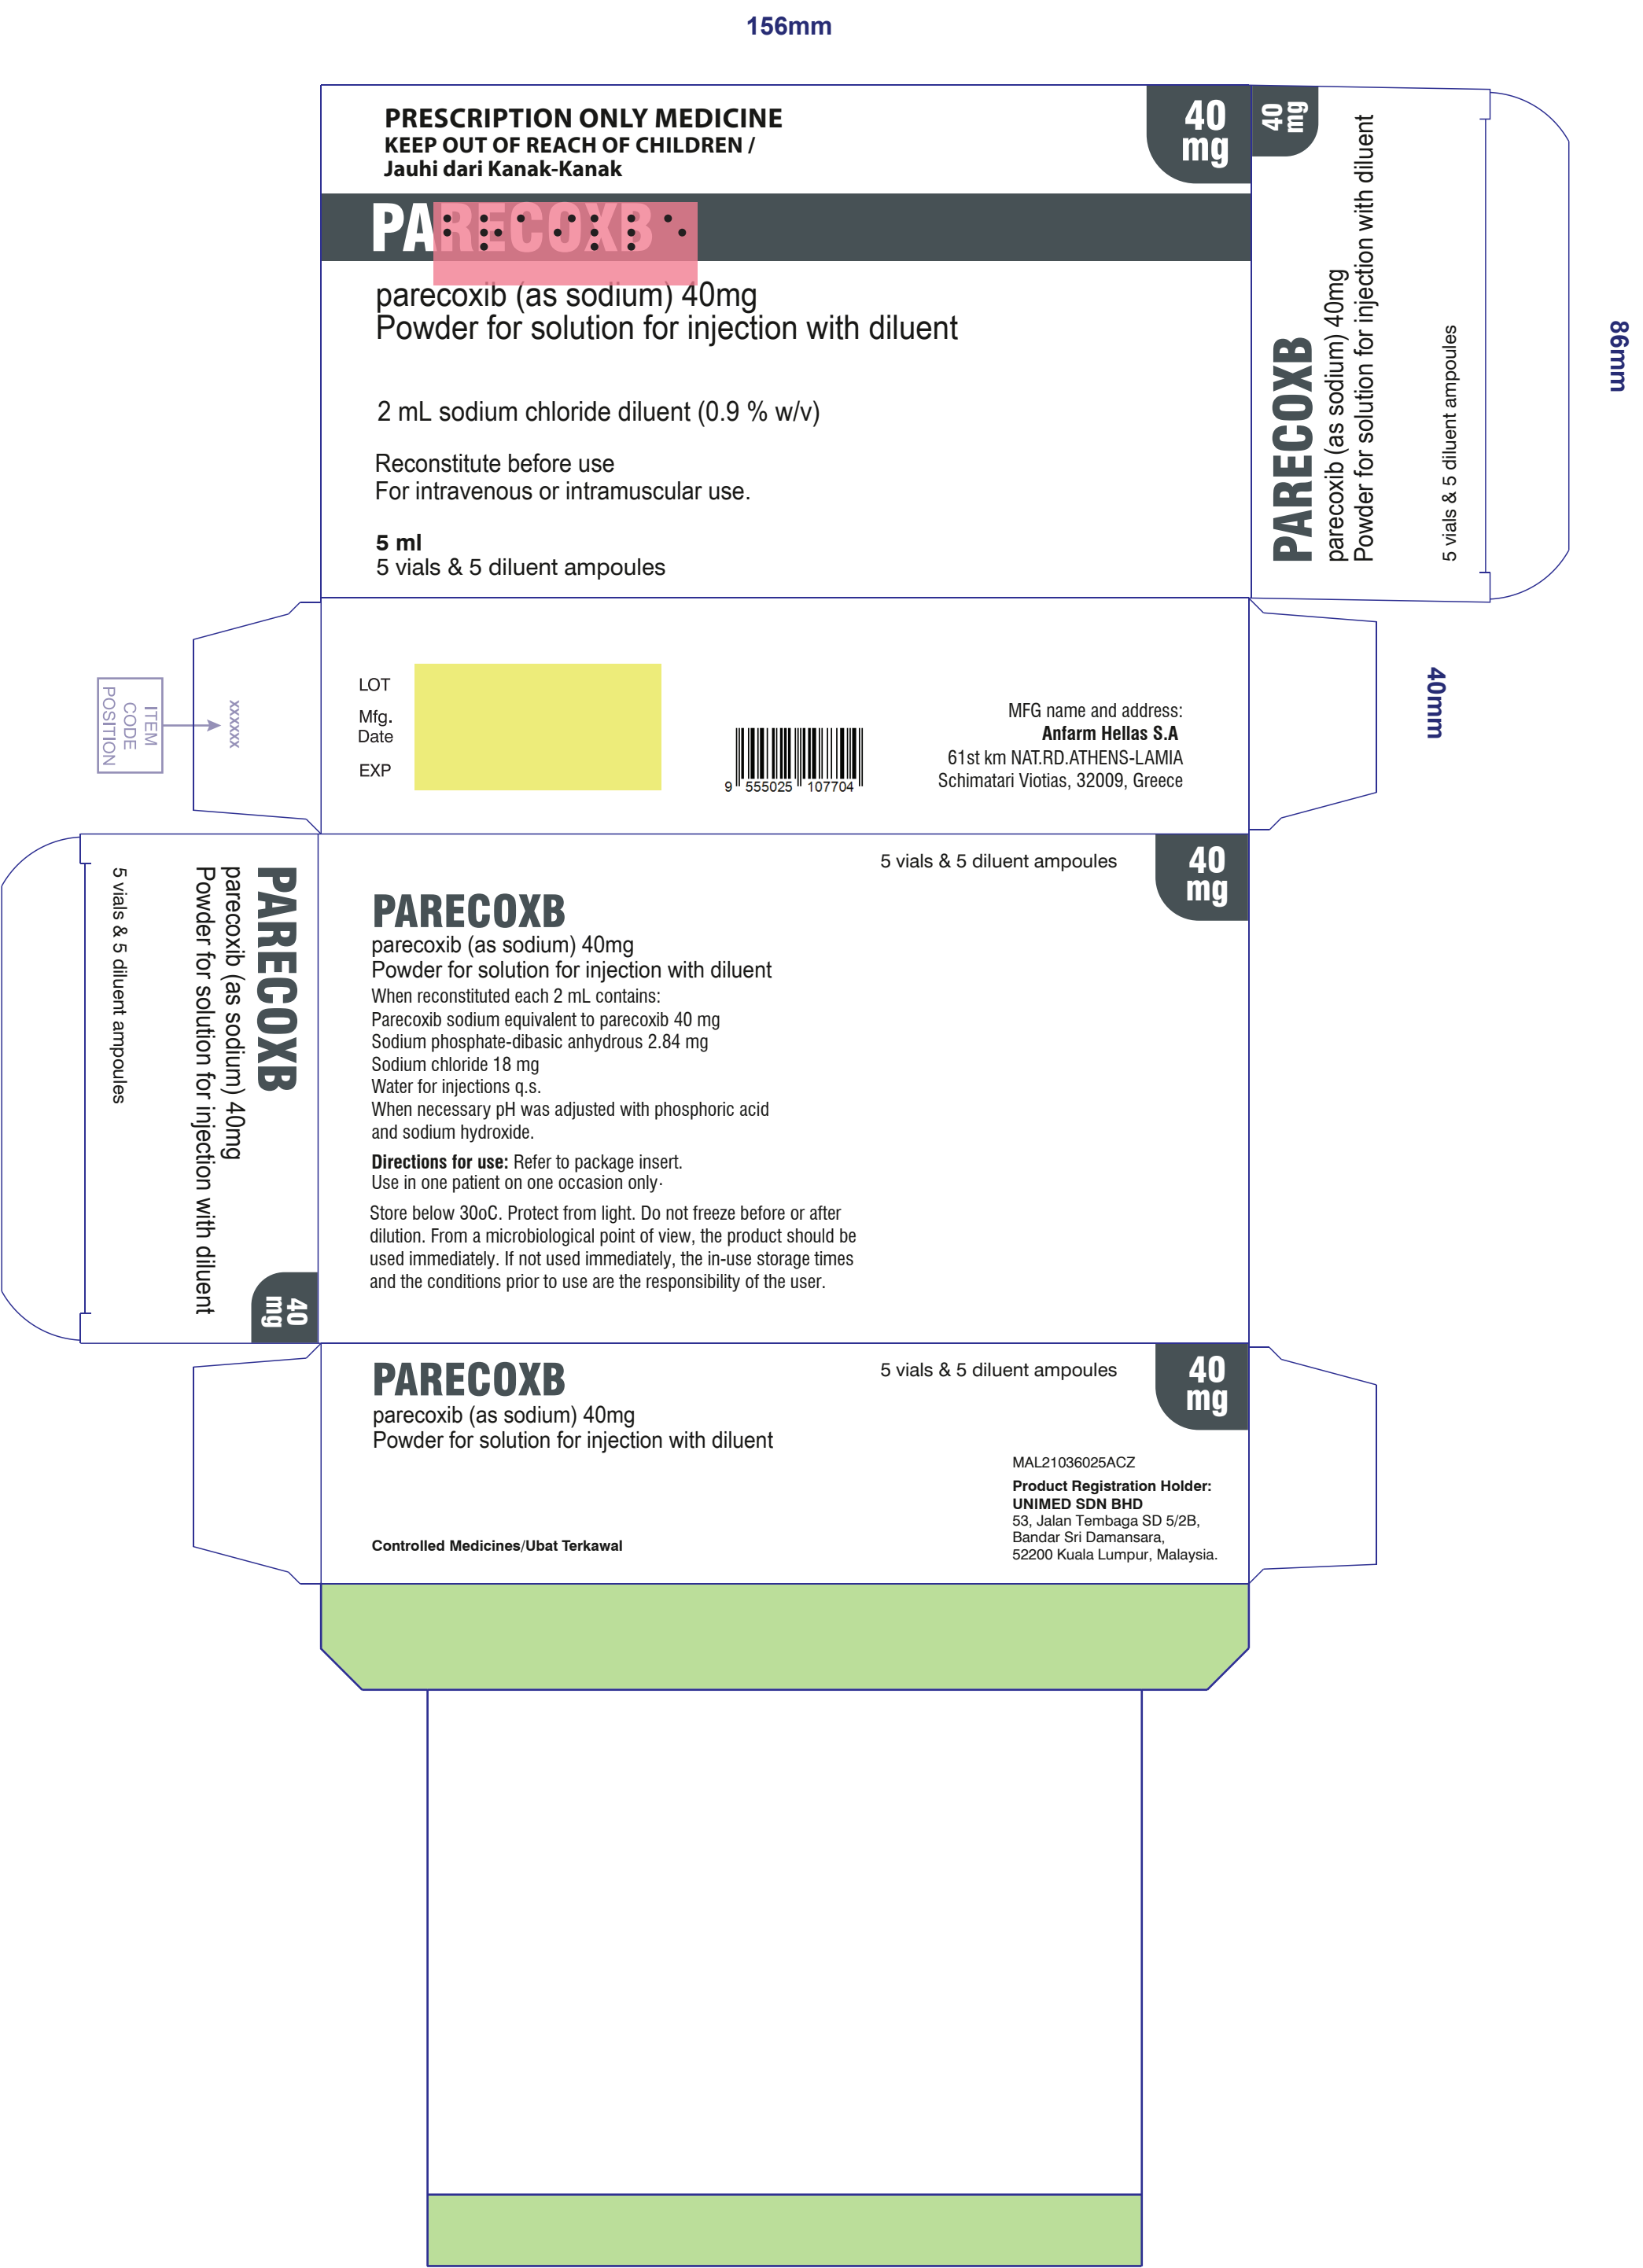 156mm
PRESCRIPTION ONLY MEDICINE
KEEP OUT OF REACH OF CHILDREN /
Jauhi dari Kanak-Kanak
40
mg
PARECOXB
parecoxib (as sodium) 40mg
Powder for solution for injection with diluent
2 mL sodium chloride diluent (0.9 % w/v)
Reconstitute before use
For intravenous or intramuscular use.
5 ml
5 vials & 5 diluent ampoules
40
mg
PARECOXB
parecoxib (as sodium) 40mg
Powder for solution for injection with diluent
5 vials & 5 diluent ampoules
86mm
ITEM
CODE
POSITION
xxxxxx
LOT
Mfg.
Date
EXP
9 555025 107704
MFG name and address:
Anfarm Hellas S.A
61st km NAT.RD.ATHENS-LAMIA
Schimatari Viotias, 32009, Greece
40mm
PARECOXB
parecoxib (as sodium) 40mg
Powder for solution for injection with diluent
5 vials & 5 diluent ampoules
40
mg
5 vials & 5 diluent ampoules
40
mg
PARECOXB
parecoxib (as sodium) 40mg
Powder for solution for injection with diluent
When reconstituted each 2 mL contains:
Parecoxib sodium equivalent to parecoxib 40 mg
Sodium phosphate-dibasic anhydrous 2.84 mg
Sodium chloride 18 mg
Water for injections q.s.
When necessary pH was adjusted with phosphoric acid
and sodium hydroxide.
Directions for use: Refer to package insert.
Use in one patient on one occasion only·
Store below 30oC. Protect from light. Do not freeze before or after
dilution. From a microbiological point of view, the product should be
used immediately. If not used immediately, the in-use storage times
and the conditions prior to use are the responsibility of the user.
PARECOXB
parecoxib (as sodium) 40mg
Powder for solution for injection with diluent
5 vials & 5 diluent ampoules
40
mg
MAL21036025ACZ
Product Registration Holder:
UNIMED SDN BHD
53, Jalan Tembaga SD 5/2B,
Bandar Sri Damansara,
52200 Kuala Lumpur, Malaysia.
Controlled Medicines/Ubat Terkawal